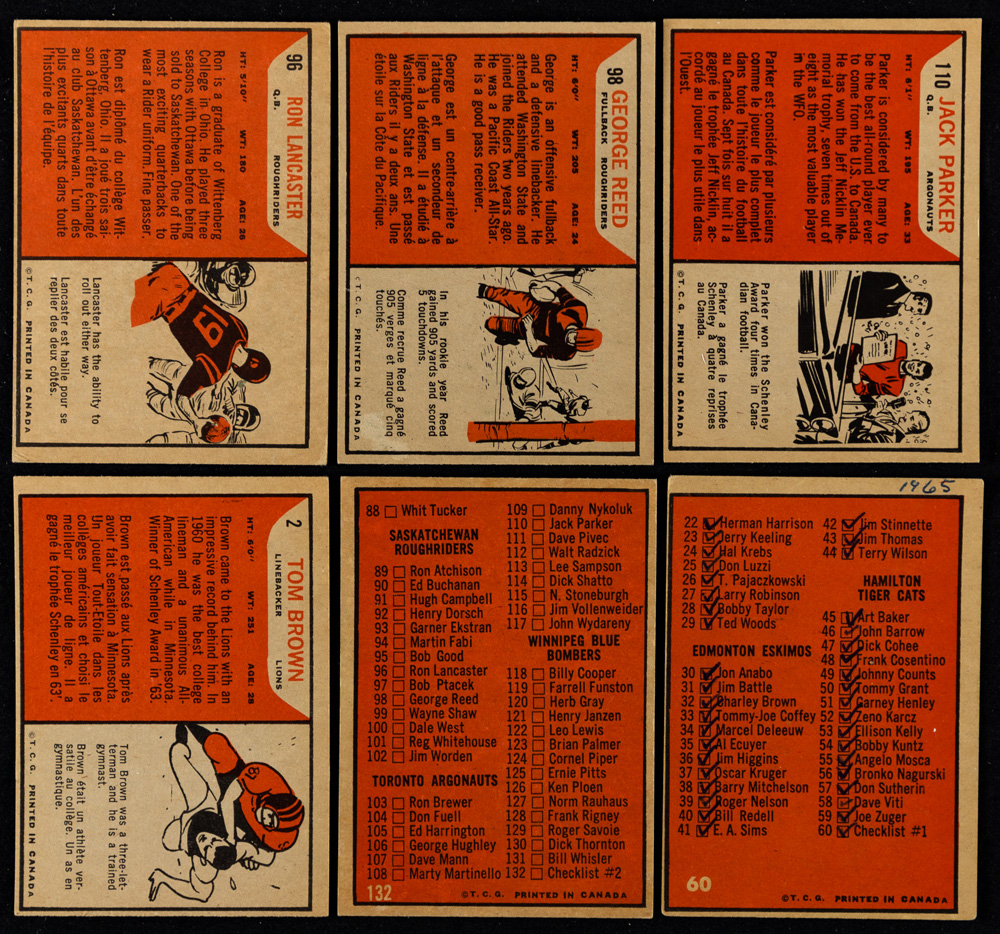 96
RON LANCASTER
Q.B.
ROUGHRIDERS
HT: 5'10" WT: 180 AGE: 26
Ron is a graduate of Wittenberg
College in Ohio. He played three
seasons with Ottawa before being
sold to Saskatchewan. One of the
most exciting quarterbacks to
wear a Rider uniform. Fine passer.
Ron est diplômé du collège Wit-
tenberg, Ohio. Il a joué trois sai-
son à Ottawa avant d'être échangé
au club Saskatchewan. L'un des
plus excitants quarts dans toute
l'histoire de l'équipe.
Lancaster has the ability to
roll out either way.
Lancaster est habile pour se
replier des deux côtés.
©T. C. G. PRINTED IN CANADA
98
GEORGE REED
FULLBACK ROUGHRIDERS
HT: 6'0" WT: 205 AGE: 24
George is an offensive fullback
and a defensive linebacker. He
attended Washington State and
joined the Riders two years ago.
He was a Pacific Coast All-Star.
He is a good pass receiver.
George est un centre-arrière à
l'attaque et un secondeur de
ligne à la défense. Il a étudié à
Washington State et est passé
aux Riders il y a deux ans. Une
étoile sur la Côte du Pacifique.
In his rookie year Reed
gained 905 yards and scored
5 touchdowns.
Comme recrue Reed a gagné
905 verges et marqué cinq
touchés.
T. C. G. PRINTED IN CANADA
110
JACK PARKER
Q.B.
ARGONAUTS
HT: 6'1" WT: 195 AGE: 33
Parker is considered by many to
be the best all-round player ever
to come from the U.S. to Canada.
He has won the Jeff Nicklin Me-
morial trophy, seven times out of
eight as the most valuable player
in the WFO.
Parker est considéré par plusieurs
comme le joueur le plus complet
dans toute l'histoire du football
au Canada. Sept fois sur huit il a
gagné le trophée Jeff Nicklin, ac-
cordé au joueur le plus utile dans
l'Ouest.
Parker won the Schenley
Award four times in Cana-
dian football.
Parker a gagné le trophée
Schenley à quatre reprises
au Canada.
©T. C. G. PRINTED IN CANADA
2
TOM BROWN
LINEBACKER
LIONS
HT: 6'0" WT: 251 AGE: 28
Brown came to the Lions with an
impressive record behind him. In
1960 he was the best college
lineman and a unanimous All-
American while in Minnesota.
Winner of Schenley Award in '63.
Brown est passé aux Lions après
avoir fait sensation à Minnesota.
Un joueur Tout-Etoile dans les
collèges américains et choisi le
meilleur joueur de ligne. Il a
gagné le trophée Schenley en 63'.
Tom Brown was a three-let-
terman and he is a trained
gymnast.
Brown était un athlète ver-
satile au collège. Un as en
gymnastique.
©T. C. G. PRINTED IN CANADA
88 Whit Tucker
SASKATCHEWAN
ROUGHRIDERS
89 Ron Atchison
90 Ed Buchanan
91 Hugh Campbell
92 Henry Dorsch
93 Garner Ekstran
94 Martin Fabi
95 Bob Good
96 Ron Lancaster
97 Bob Ptacek
98 George Reed
99 Wayne Shaw
100 Dale West
101 Reg Whitehouse
102 Jim Worden
TORONTO ARGONAUTS
103 Ron Brewer
104 Don Fuell
105 Ed Harrington
106 George Hughley
107 Dave Mann
108 Marty Martinello
109 Danny Nykoluk
110 Jack Parker
111 Dave Pivec
112 Walt Radzick
113 Lee Sampson
114 Dick Shatto
115 N. Stoneburgh
116 Jim Vollenweider
117 John Wydareny
WINNIPEG BLUE
BOMBERS
118 Billy Cooper
119 Farrell Funston
120 Herb Gray
121 Henry Janzen
122 Leo Lewis
123 Brian Palmer
124 Cornel Piper
125 Ernie Pitts
126 Ken Ploen
127 Norm Rauhaus
128 Frank Rigney
129 Roger Savoie
130 Dick Thornton
131 Bill Whisler
132 Checklist #2
132
©T. C. G. PRINTED IN CANADA
1965
22 Herman Harrison
23 Jerry Keeling
24 Hal Krebs
25 Don Luzzi
26 T. Pajaczkowski
27 Larry Robinson
28 Bobby Taylor
29 Ted Woods
EDMONTON ESKIMOS
30 Jon Anabo
31 Jim Battle
32 Charley Brown
33 Tommy-Joe Coffey
34 Marcel Deleeuw
35 Al Ecuyer
36 Jim Higgins
37 Oscar Kruger
38 Barry Mitchelson
39 Roger Nelson
40 Bill Redell
41 E. A. Sims
42 Jim Stinnette
43 Jim Thomas
44 Terry Wilson
HAMILTON
TIGER CATS
45 Art Baker
46 John Barrow
47 Dick Cohee
48 Frank Cosentino
49 Johnny Counts
50 Tommy Grant
51 Garney Henley
52 Zeno Karcz
53 Ellison Kelly
54 Bobby Kuntz
55 Angelo Mosca
56 Bronko Nagurski
57 Don Sutherin
58 Dave Viti
59 Joe Zuger
60 Checklist #1
60
©T. C. G. PRINTED IN CANADA